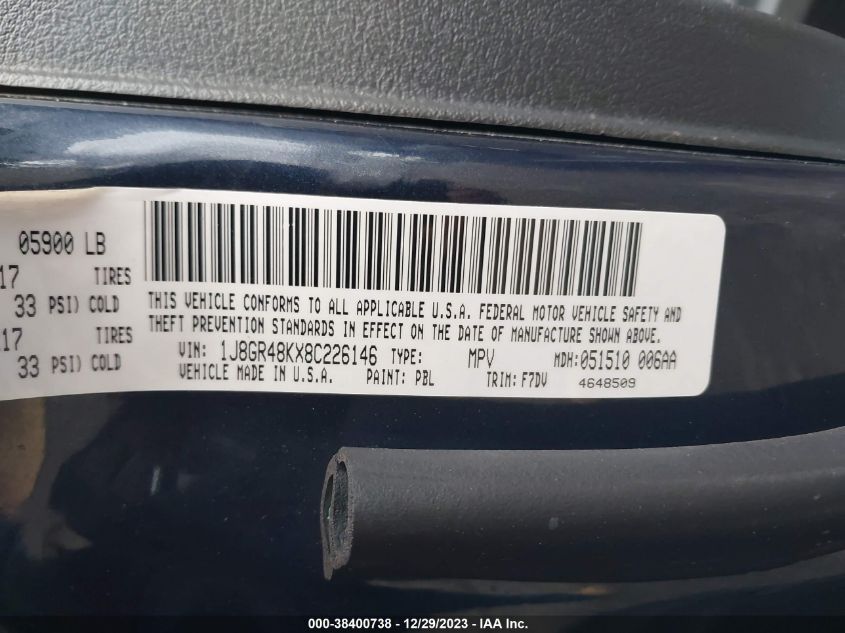 05900 LB
17 TIRES
33 PSI) COLD
17 TIRES
33 PSI) COLD
THIS VEHICLE CONFORMS TO ALL APPLICABLE U.S.A. FEDERAL MOTOR VEHICLE SAFETY AND
THEFT PREVENTION STANDARDS IN EFFECT ON THE DATE OF MANUFACTURE SHOWN ABOVE.
VIN: 1J8GR48KX8C226146 TYPE: MPV MDH:051510 006AA
VEHICLE MADE IN U.S.A. PAINT: PBL TRIM: F7DV 4648509
000-38400738 - 12/29/2023 - IAA Inc.